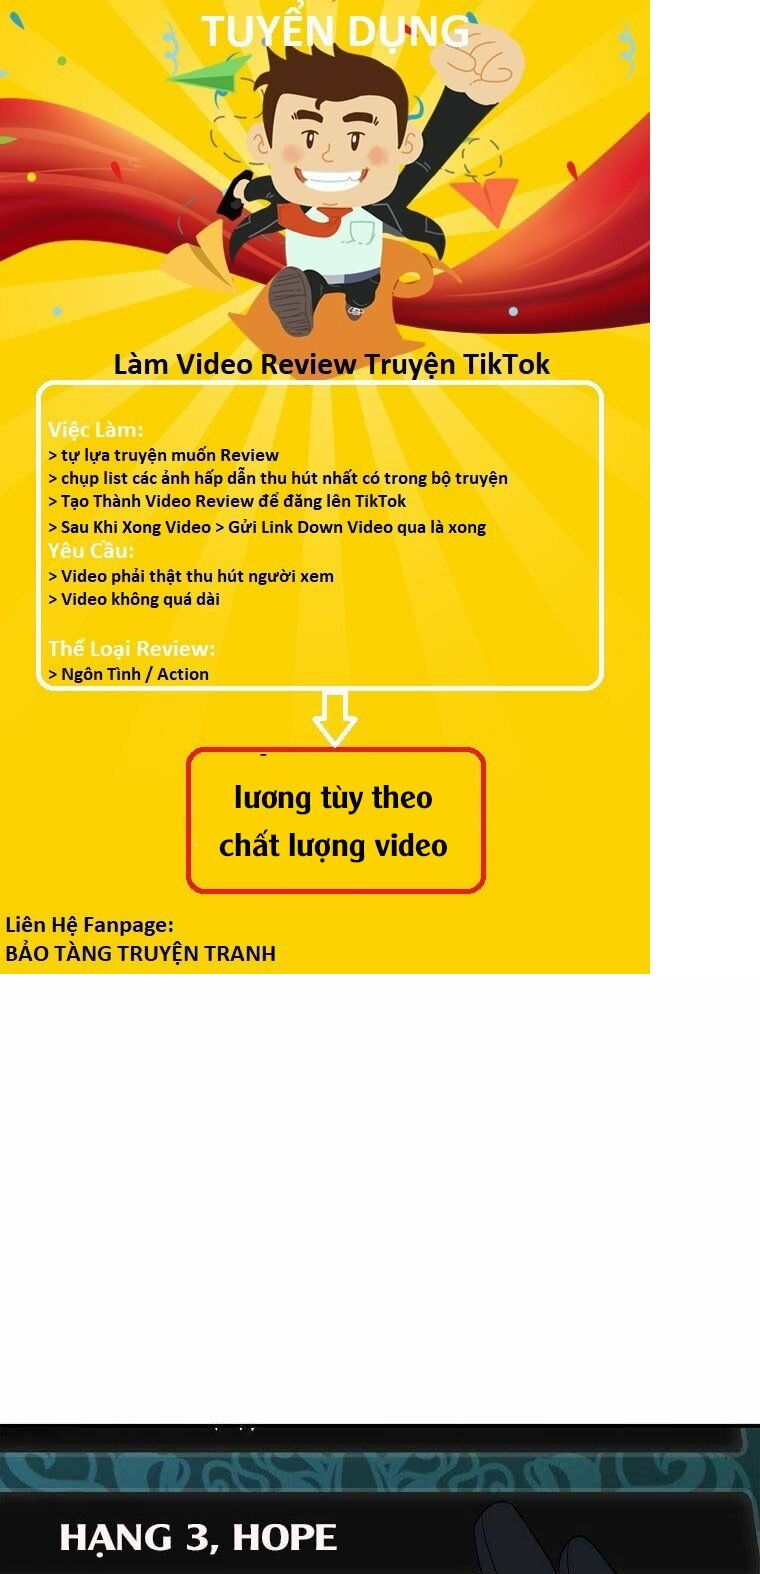 TUYỂN DỤNG
Làm Video Review Truyện TikTok
Việc Làm:
> tự lựa truyện muốn Review
> chụp list các ảnh hấp dẫn thu hút nhất có trong bộ truyện
> Tạo Thành Video Review để đăng lên TikTok
> Sau Khi Xong Video > Gửi Link Down Video qua là xong
Yêu Cầu:
> Video phải thật thu hút người xem
> Video không quá dài
Thể Loại Review:
> Ngôn Tình / Action
lương tùy theo
chất lượng video
Liên Hệ Fanpage:
BẢO TÀNG TRUYỆN TRANH
HẠNG 3, HOPE